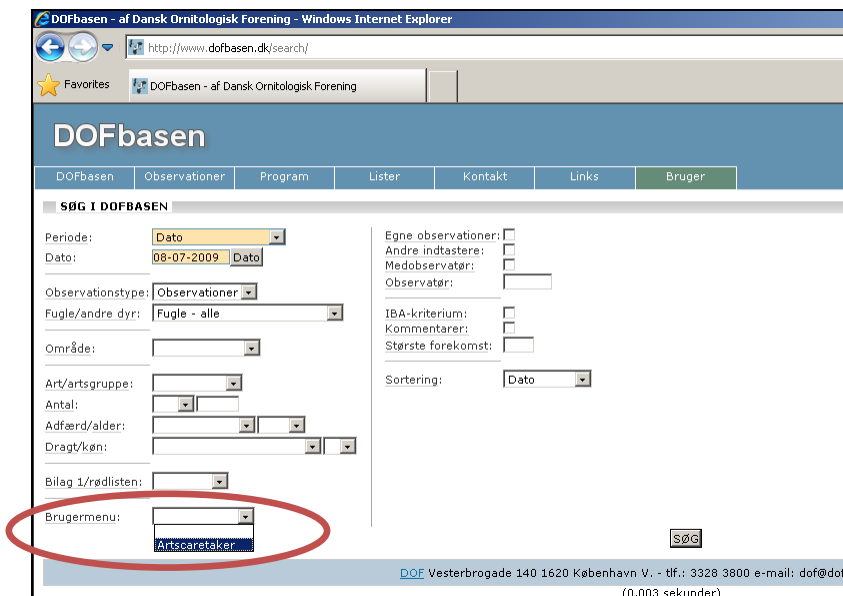 DOFbasen - af Dansk Ornitologisk Forening - Windows Internet Explorer
http://www.dofbasen.dk/search/
Favorites
DOFbasen - af Dansk Ornitologisk Forening
DOFbasen
DOFbasen Observationer Program Lister Kontakt Links Bruger
SØG I DOFBASEN
Periode: Dato
Dato: 08-07-2009 Dato
Observationstype: Observationer
Fugle/andre dyr: Fugle - alle
Område:
Art/artsgruppe:
Antal:
Adfærd/alder:
Dragt/køn:
Bilag 1/rødlisten:
Brugermenu:
Artscaretaker
Egne observationer:
Andre indtastere:
Medobservatør:
Observatør:
IBA-kriterium:
Kommentarer:
Største forekomst:
Sortering: Dato
SØG
DOF Vesterbrogade 140 1620 København V. - tlf.: 3328 3800 e-mail: dof@dof
(0.003 sekunder)